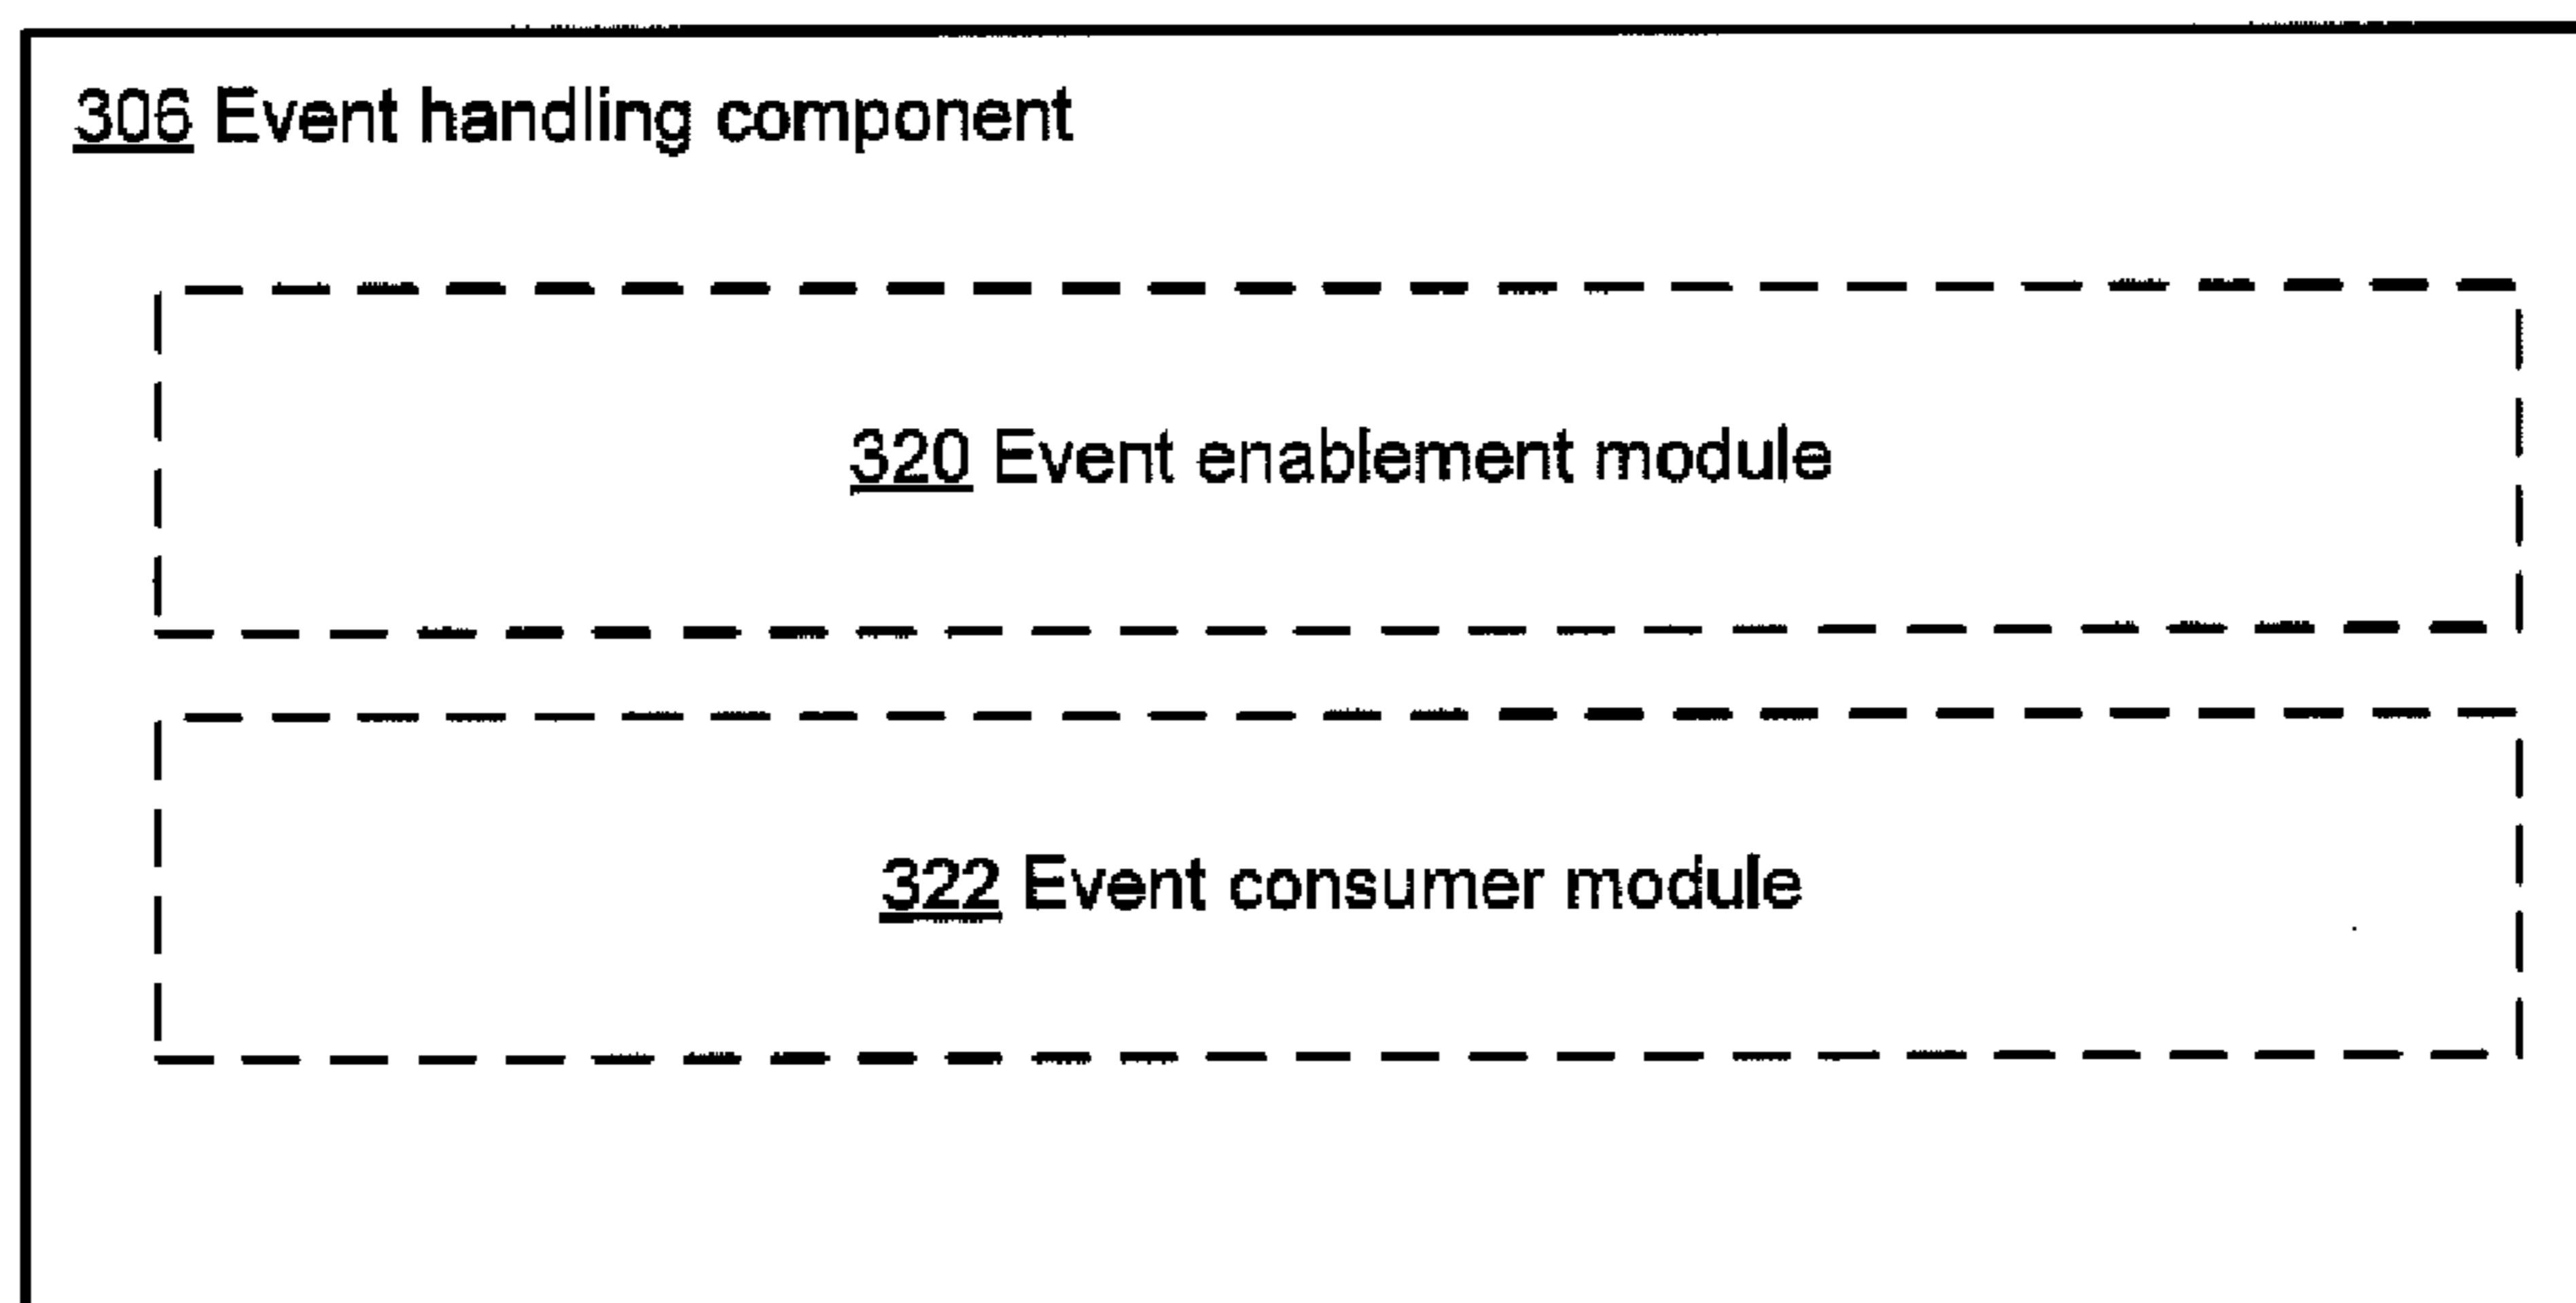 306 Event handling component
320 Event enablement module
322 Event consumer module